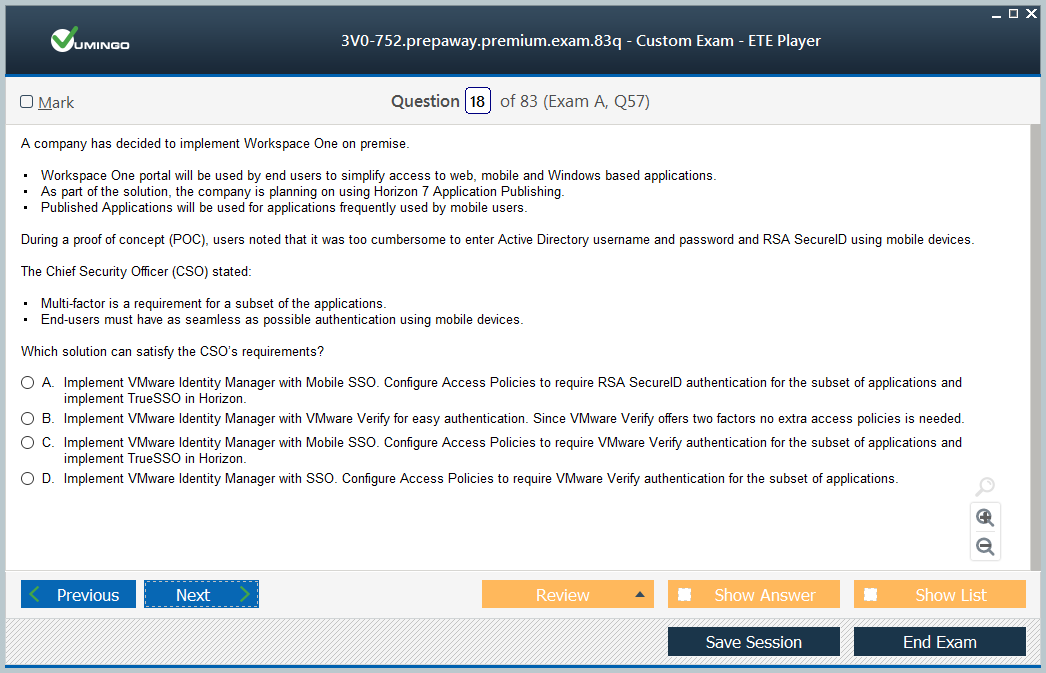 VUMINGO
3V0-752.prepaway.premium.exam.83q - Custom Exam - ETE Player
Mark
Question 18 of 83 (Exam A, Q57)
A company has decided to implement Workspace One on premise.
▪ Workspace One portal will be used by end users to simplify access to web, mobile and Windows based applications.
▪ As part of the solution, the company is planning on using Horizon 7 Application Publishing.
▪ Published Applications will be used for applications frequently used by mobile users.
During a proof of concept (POC), users noted that it was too cumbersome to enter Active Directory username and password and RSA SecureID using mobile devices.
The Chief Security Officer (CSO) stated:
▪ Multi-factor is a requirement for a subset of the applications.
▪ End-users must have as seamless as possible authentication using mobile devices.
Which solution can satisfy the CSO's requirements?
A. Implement VMware Identity Manager with Mobile SSO. Configure Access Policies to require RSA SecureID authentication for the subset of applications and
implement TrueSSO in Horizon.
B. Implement VMware Identity Manager with VMware Verify for easy authentication. Since VMware Verify offers two factors no extra access policies is needed.
C. Implement VMware Identity Manager with Mobile SSO. Configure Access Policies to require VMware Verify authentication for the subset of applications and
implement TrueSSO in Horizon.
D. Implement VMware Identity Manager with SSO. Configure Access Policies to require VMware Verify authentication for the subset of applications.
Previous
Next
Review
Show Answer
Show List
Save Session
End Exam